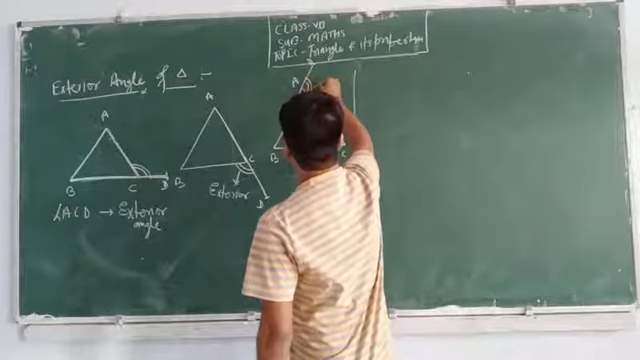 CLASS- VII
SUB- MATHS
TOPIC - Triangle & its properties
Exterior Angle of △ :-
A
B
C
D
∠ACD → Exterior
angle
A
B
C
D
Exterior
D
A
B
C